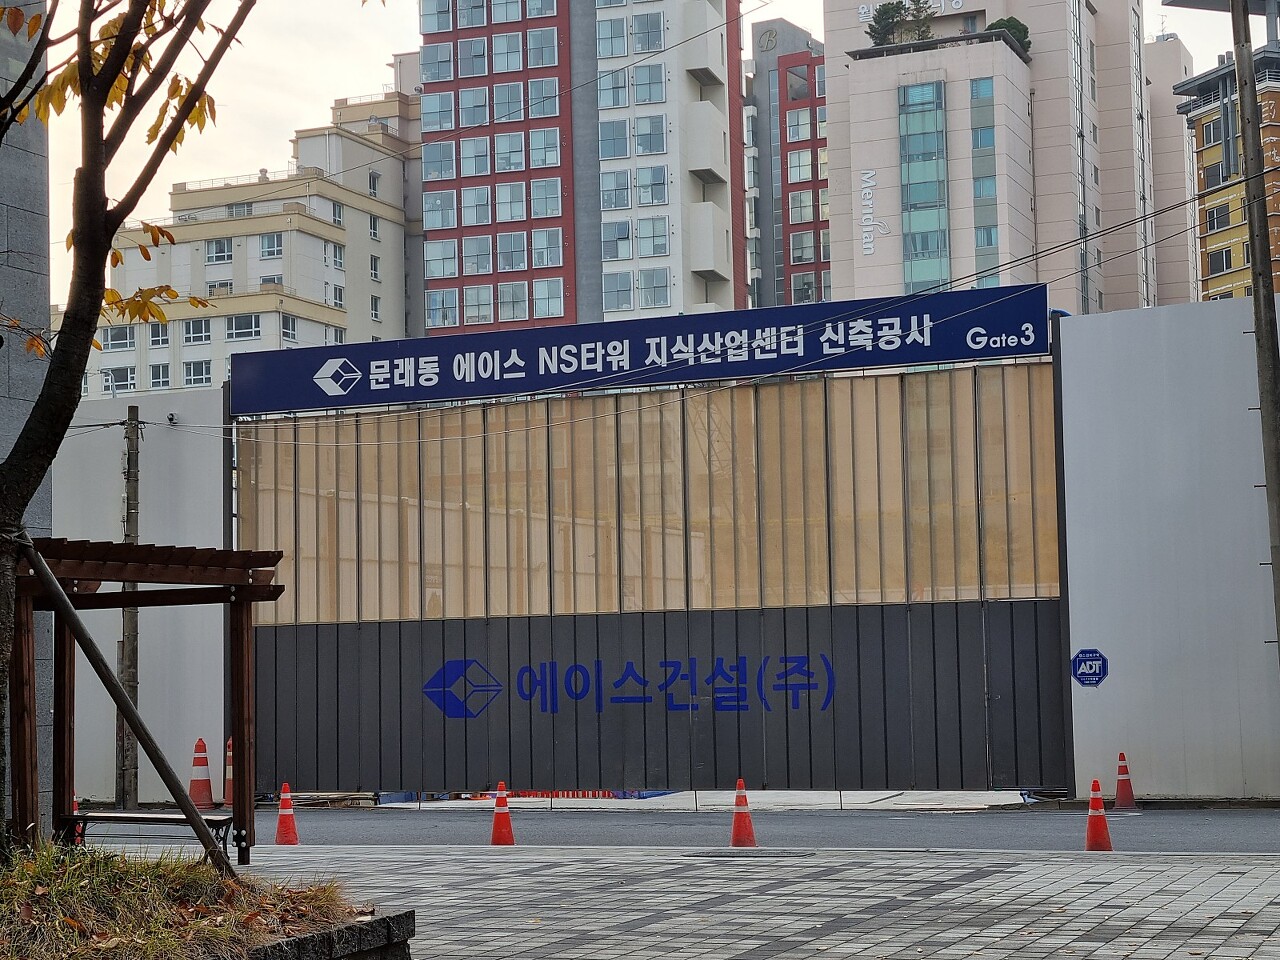 Meridian
문래동 에이스 NS타워 지식산업센터 신축공사 Gate3
에이스건설(주)
ADT